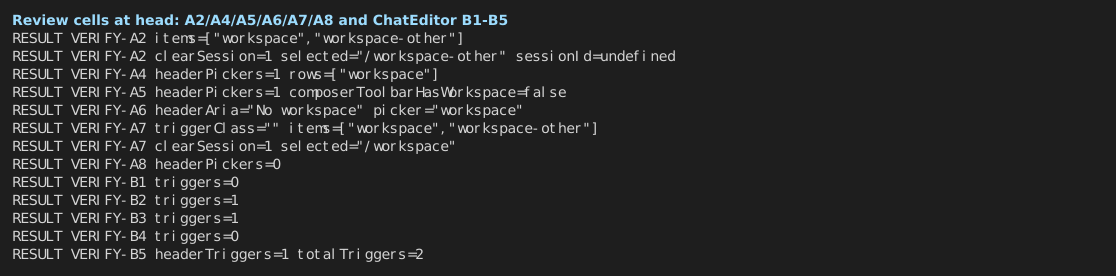 Review cells at head: A2/A4/A5/A6/A7/A8 and ChatEditor B1-B5
RESULT VERIFY-A2 items=["workspace","workspace-other"]
RESULT VERIFY-A2 clearSession=1 selected="/workspace-other" sessionId=undefined
RESULT VERIFY-A4 headerPickers=1 rows=["workspace"]
RESULT VERIFY-A5 headerPickers=1 composerToolbarHasWorkspace=false
RESULT VERIFY-A6 headerAria="No workspace" picker="workspace"
RESULT VERIFY-A7 triggerClass="" items=["workspace","workspace-other"]
RESULT VERIFY-A7 clearSession=1 selected="/workspace"
RESULT VERIFY-A8 headerPickers=0
RESULT VERIFY-B1 triggers=0
RESULT VERIFY-B2 triggers=1
RESULT VERIFY-B3 triggers=1
RESULT VERIFY-B4 triggers=0
RESULT VERIFY-B5 headerTriggers=1 totalTriggers=2